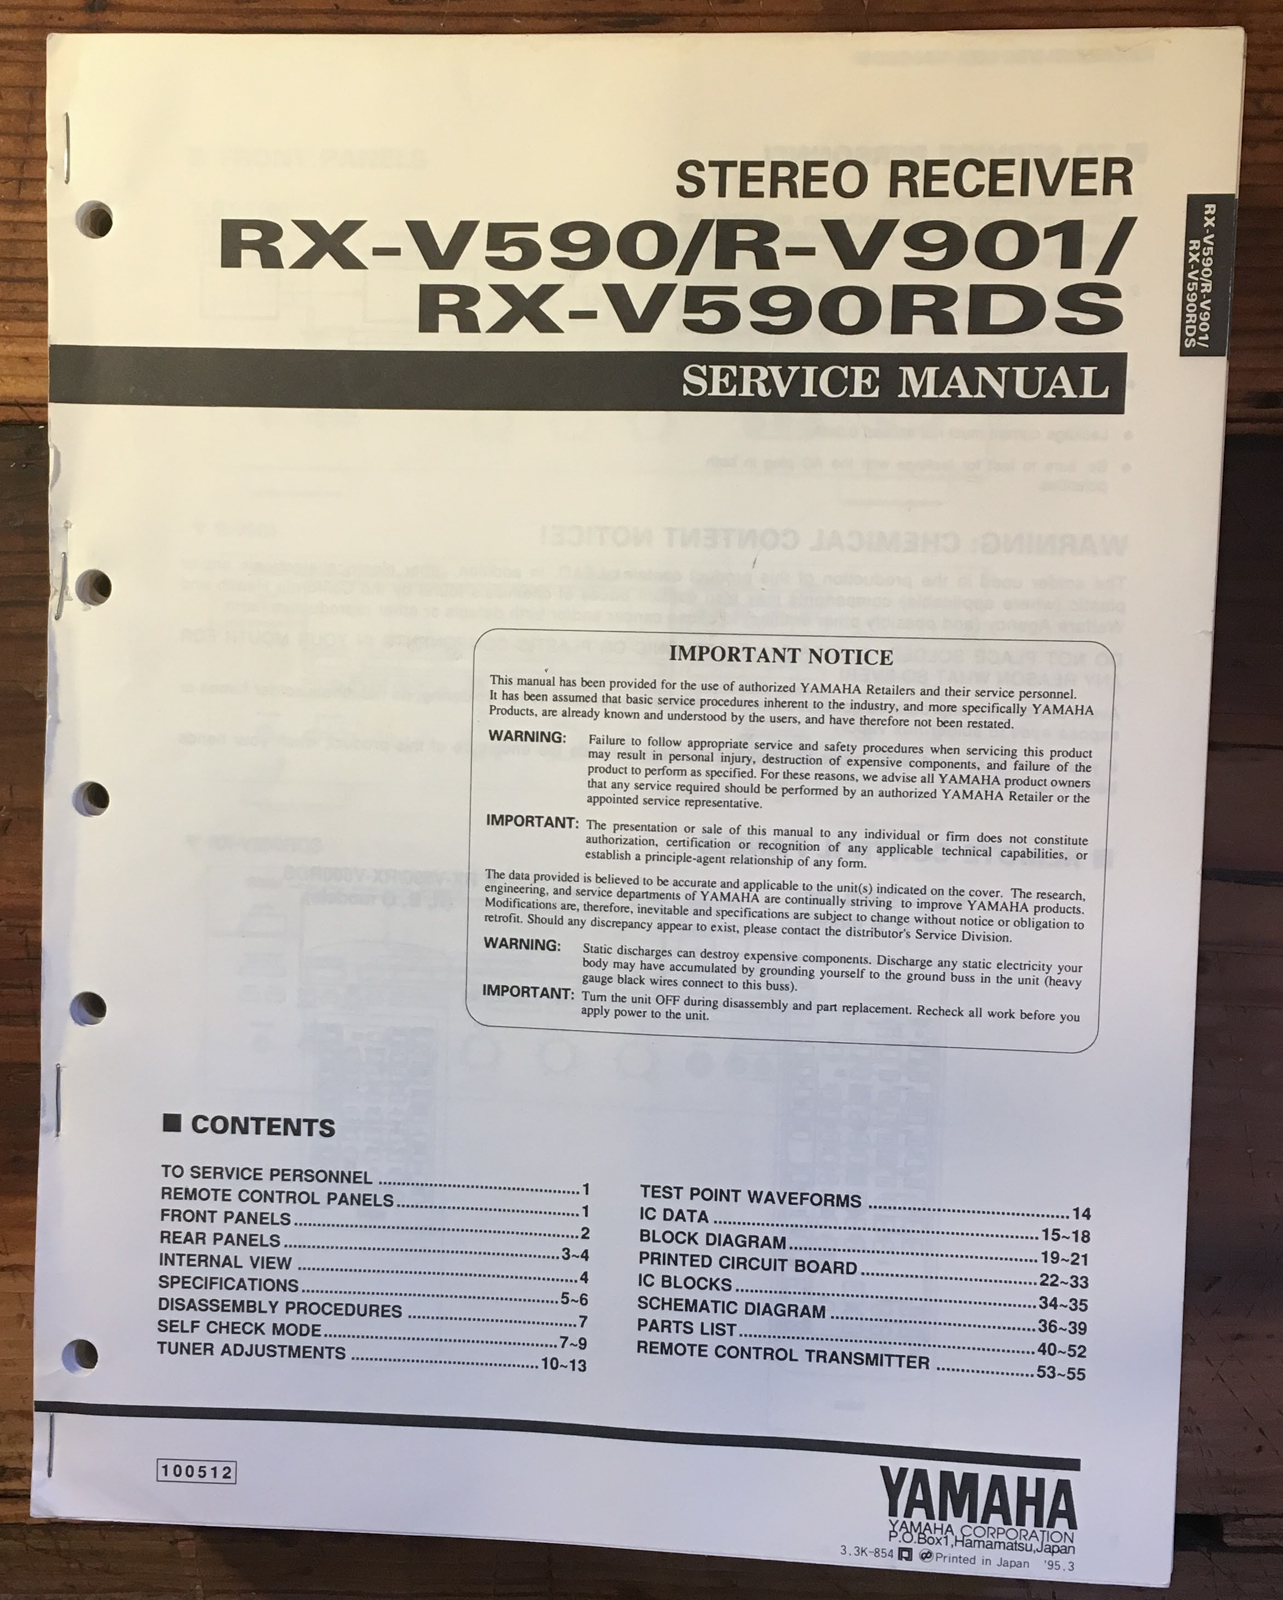 STEREO RECEIVER
RX-V590/R-V901/
RX-V590RDS
SERVICE MANUAL
RX-V590/R-V901/
RX-V590RDS
IMPORTANT NOTICE
This manual has been provided for the use of authorized YAMAHA Retailers and their service personnel.
It has been assumed that basic service procedures inherent to the industry, and more specifically YAMAHA
Products, are already known and understood by the users, and have therefore not been restated.
WARNING: Failure to follow appropriate service and safety procedures when servicing this product
may result in personal injury, destruction of expensive components, and failure of the
product to perform as specified. For these reasons, we advise all YAMAHA product owners
that any service required should be performed by an authorized YAMAHA Retailer or the
appointed service representative.
IMPORTANT: The presentation or sale of this manual to any individual or firm does not constitute
authorization, certification or recognition of any applicable technical capabilities, or
establish a principle-agent relationship of any form.
The data provided is believed to be accurate and applicable to the unit(s) indicated on the cover. The research,
engineering, and service departments of YAMAHA are continually striving to improve YAMAHA products.
Modifications are, therefore, inevitable and specifications are subject to change without notice or obligation to
retrofit. Should any discrepancy appear to exist, please contact the distributor's Service Division.
WARNING: Static discharges can destroy expensive components. Discharge any static electricity your
body may have accumulated by grounding yourself to the ground buss in the unit (heavy
gauge black wires connect to this buss).
IMPORTANT: Turn the unit OFF during disassembly and part replacement. Recheck all work before you
apply power to the unit.
■ CONTENTS
TO SERVICE PERSONNEL ........................................1
REMOTE CONTROL PANELS....................................1
FRONT PANELS........................................................2
REAR PANELS.......................................................3~4
INTERNAL VIEW .......................................................4
SPECIFICATIONS...................................................5~6
DISASSEMBLY PROCEDURES .................................7
SELF CHECK MODE..............................................7~9
TUNER ADJUSTMENTS .....................................10~13
TEST POINT WAVEFORMS ........................................14
IC DATA ................................................................15~18
BLOCK DIAGRAM.................................................19~21
PRINTED CIRCUIT BOARD...................................22~33
IC BLOCKS............................................................34~35
SCHEMATIC DIAGRAM .........................................36~39
PARTS LIST...........................................................40~52
REMOTE CONTROL TRANSMITTER ....................53~55
100512
YAMAHA
YAMAHA CORPORATION
P.O.Box1,Hamamatsu,Japan
3.3K-854 Printed in Japan '95.3